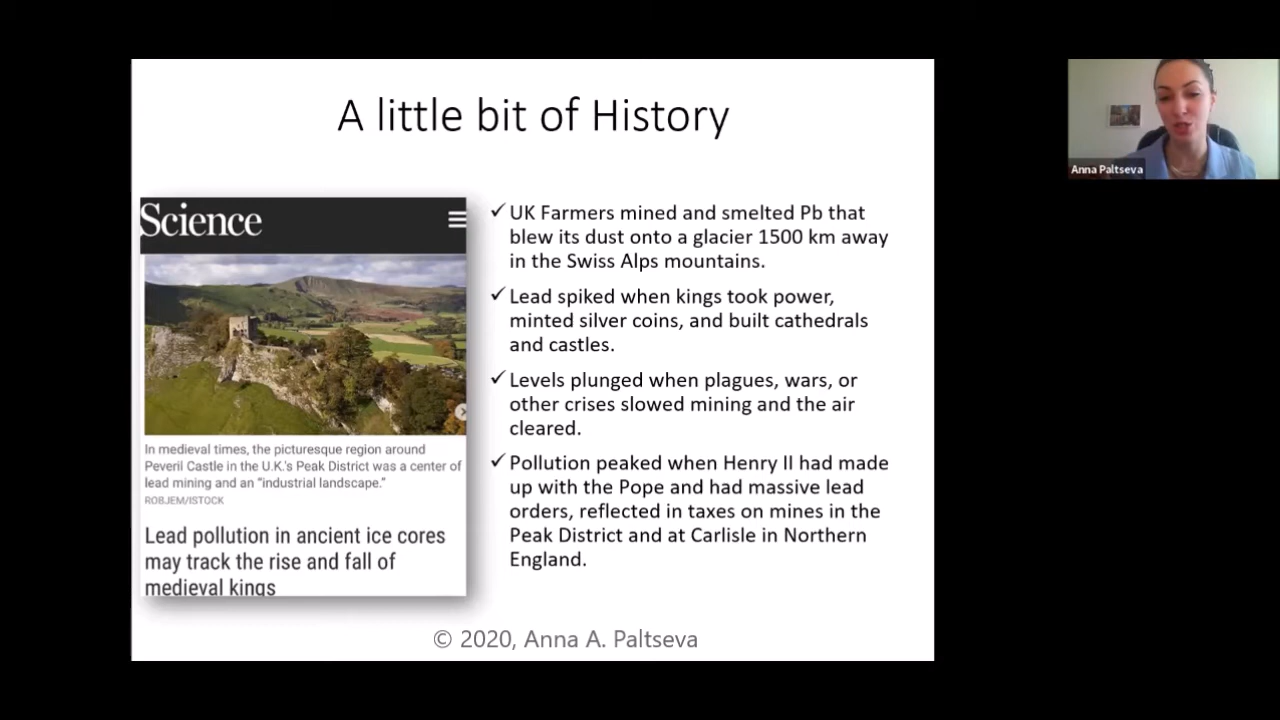 A little bit of History
Anna Paltseva
Science
In medieval times, the picturesque region around
Peveril Castle in the U.K.'s Peak District was a center of
lead mining and an "industrial landscape."
ROBJEM/ISTOCK
Lead pollution in ancient ice cores
may track the rise and fall of
medieval kings
✓ UK Farmers mined and smelted Pb that
blew its dust onto a glacier 1500 km away
in the Swiss Alps mountains.
✓ Lead spiked when kings took power,
minted silver coins, and built cathedrals
and castles.
✓ Levels plunged when plagues, wars, or
other crises slowed mining and the air
cleared.
✓ Pollution peaked when Henry II had made
up with the Pope and had massive lead
orders, reflected in taxes on mines in the
Peak District and at Carlisle in Northern
England.
© 2020, Anna A. Paltseva